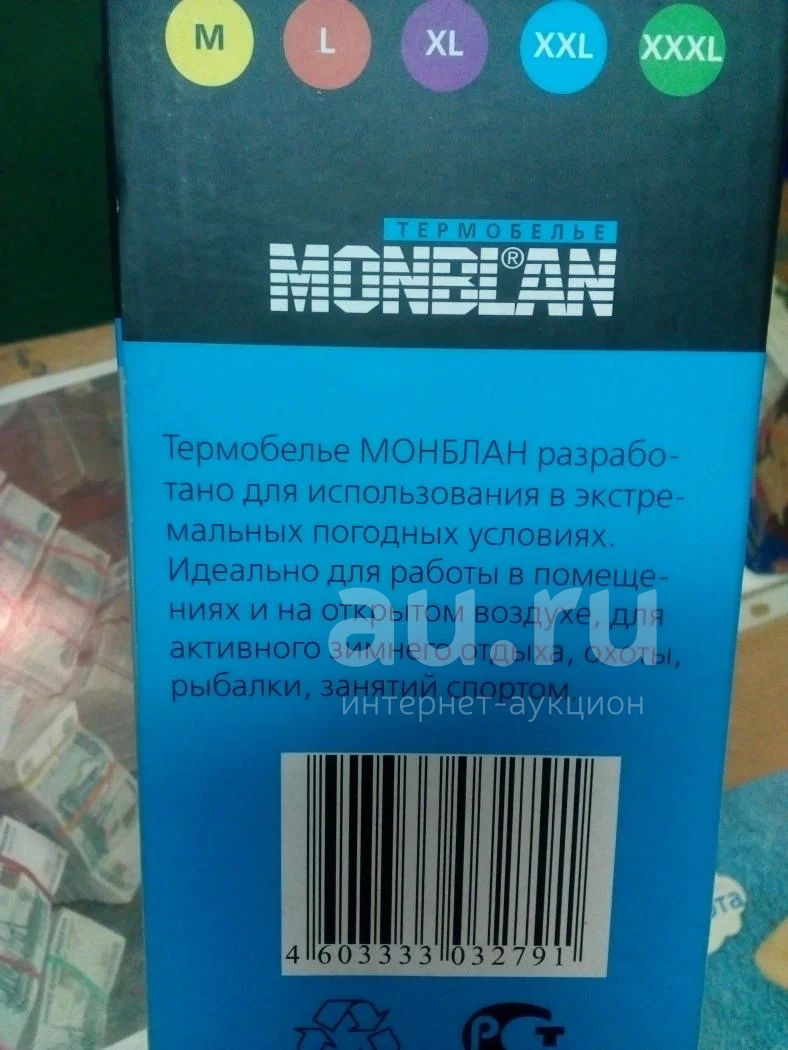 M L XL XXL XXXL
ТЕРМОБЕЛЬЕ
MONBLAN®
Термобелье МОНБЛАН разрабо-
тано для использования в экстре-
мальных погодных условиях.
Идеально для работы в помеще-
ниях и на открытом воздухе, для
активного зимнего отдыха, охоты,
рыбалки, занятий спортом.
au.ru
интернет-аукцион
4 603333 032791
РСТ